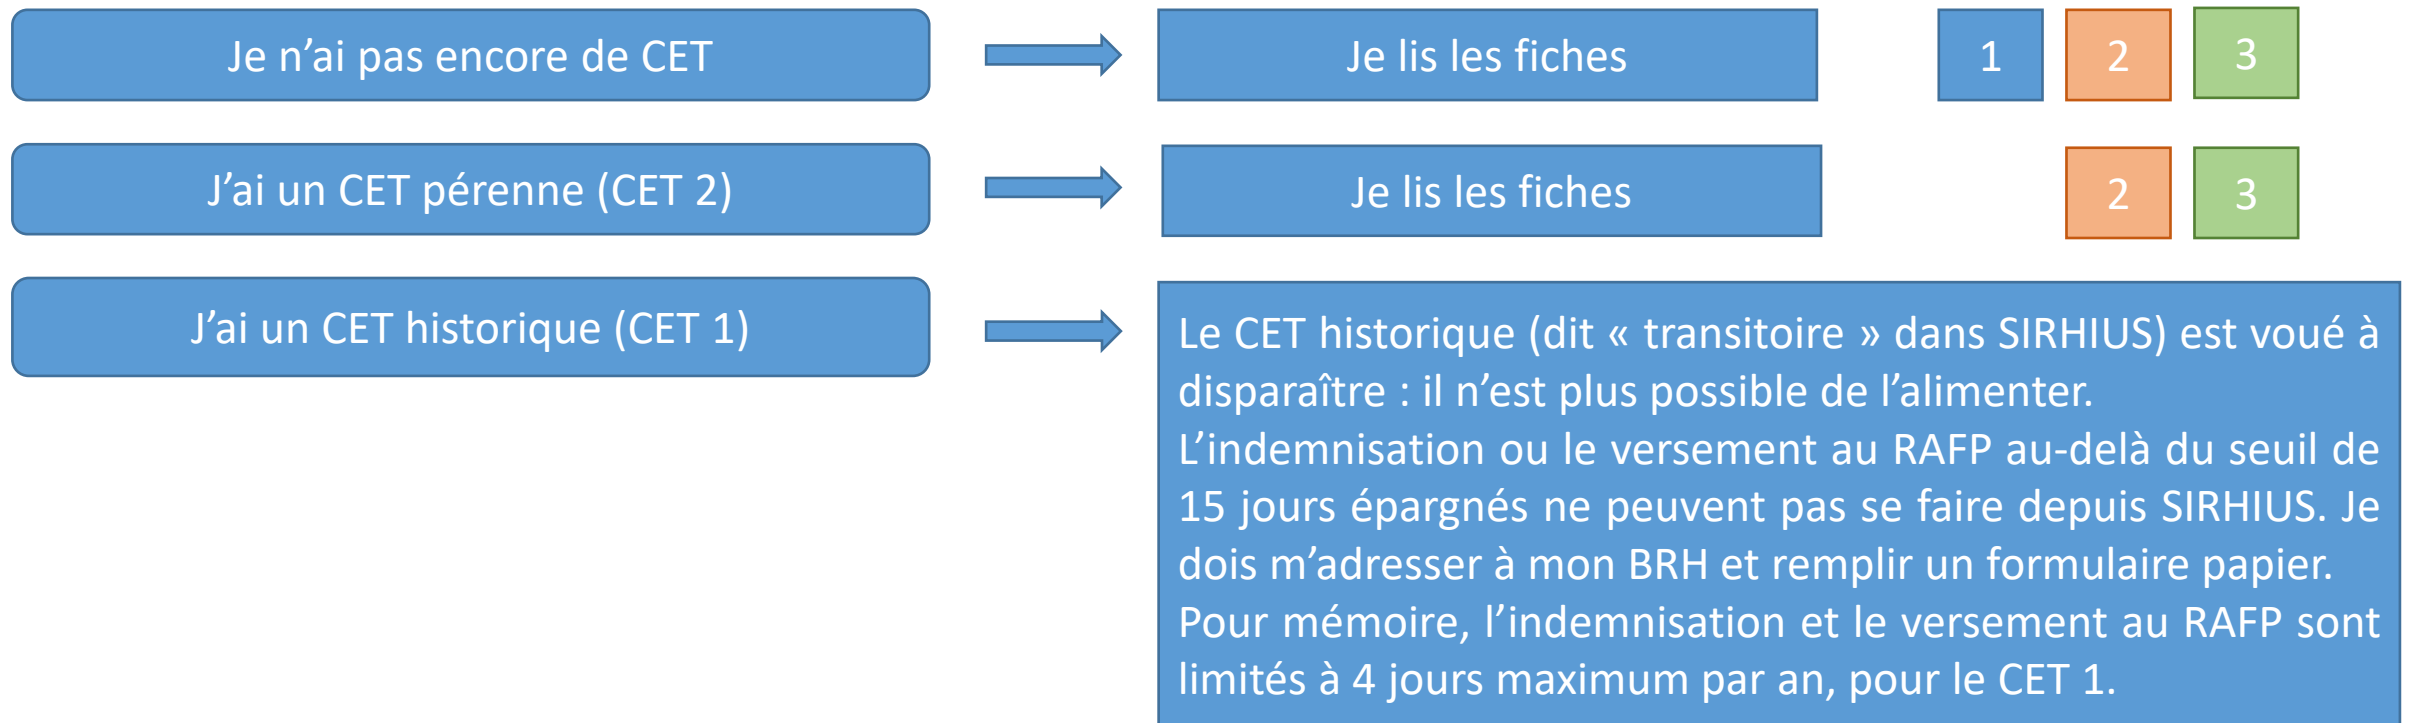 Je n’ai pas encore de CET
Je lis les fiches
1
2
3
J’ai un CET pérenne (CET 2)
Je lis les fiches
2
3
J’ai un CET historique (CET 1)
Le CET historique (dit « transitoire » dans SIRHIUS) est voué à
disparaître : il n’est plus possible de l’alimenter.
L’indemnisation ou le versement au RAFP au-delà du seuil de
15 jours épargnés ne peuvent pas se faire depuis SIRHIUS. Je
dois m’adresser à mon BRH et remplir un formulaire papier.
Pour mémoire, l’indemnisation et le versement au RAFP sont
limités à 4 jours maximum par an, pour le CET 1.